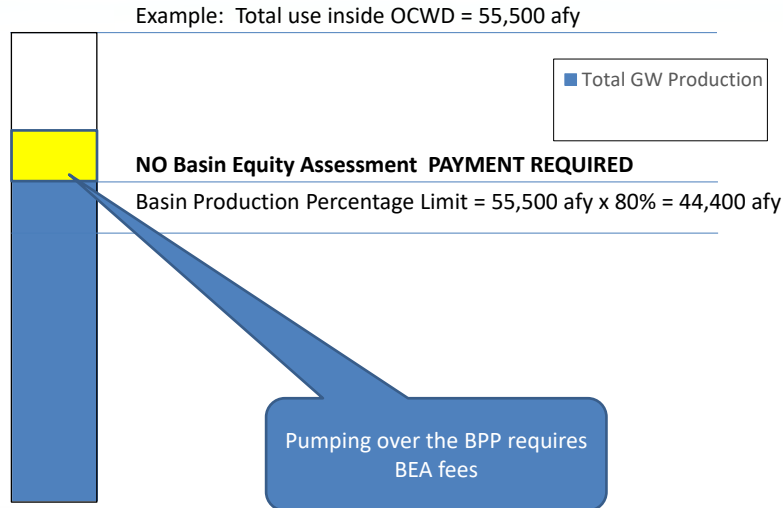 Example: Total use inside OCWD = 55,500 afy
Total GW Production
NO Basin Equity Assessment PAYMENT REQUIRED
Basin Production Percentage Limit = 55,500 afy x 80% = 44,400 afy
Pumping over the BPP requires
BEA fees